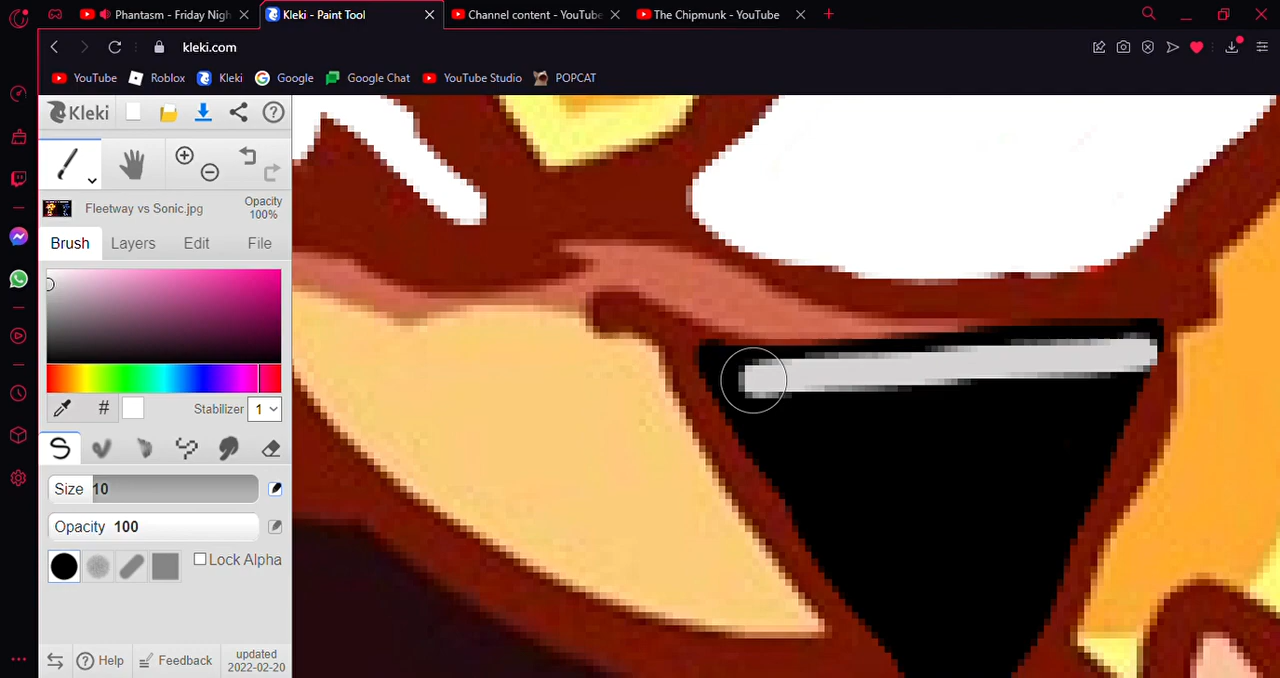 Phantasm - Friday Nigh
Kleki - Paint Tool
Channel content - YouTube
The Chipmunk - YouTube
kleki.com
YouTube
Roblox
Kleki
Google
Google Chat
YouTube Studio
POPCAT
Kleki
Fleetway vs Sonic.jpg
Opacity
100%
Brush
Layers
Edit
File
#
Stabilizer
1
Size 10
Opacity 100
Lock Alpha
Help
Feedback
updated
2022-02-20